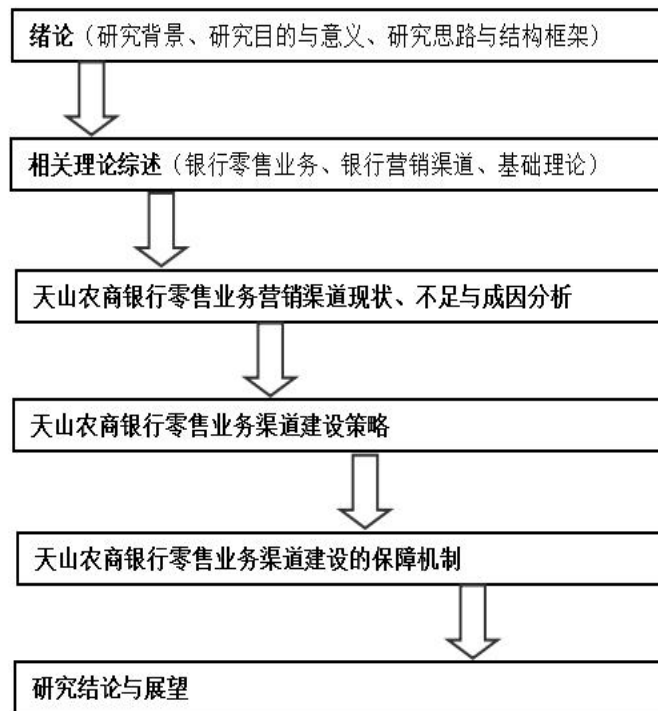 绪论（研究背景、研究目的与意义、研究思路与结构框架）
相关理论综述（银行零售业务、银行营销渠道、基础理论）
天山农商银行零售业务营销渠道现状、不足与成因分析
天山农商银行零售业务渠道建设策略
天山农商银行零售业务渠道建设的保障机制
研究结论与展望